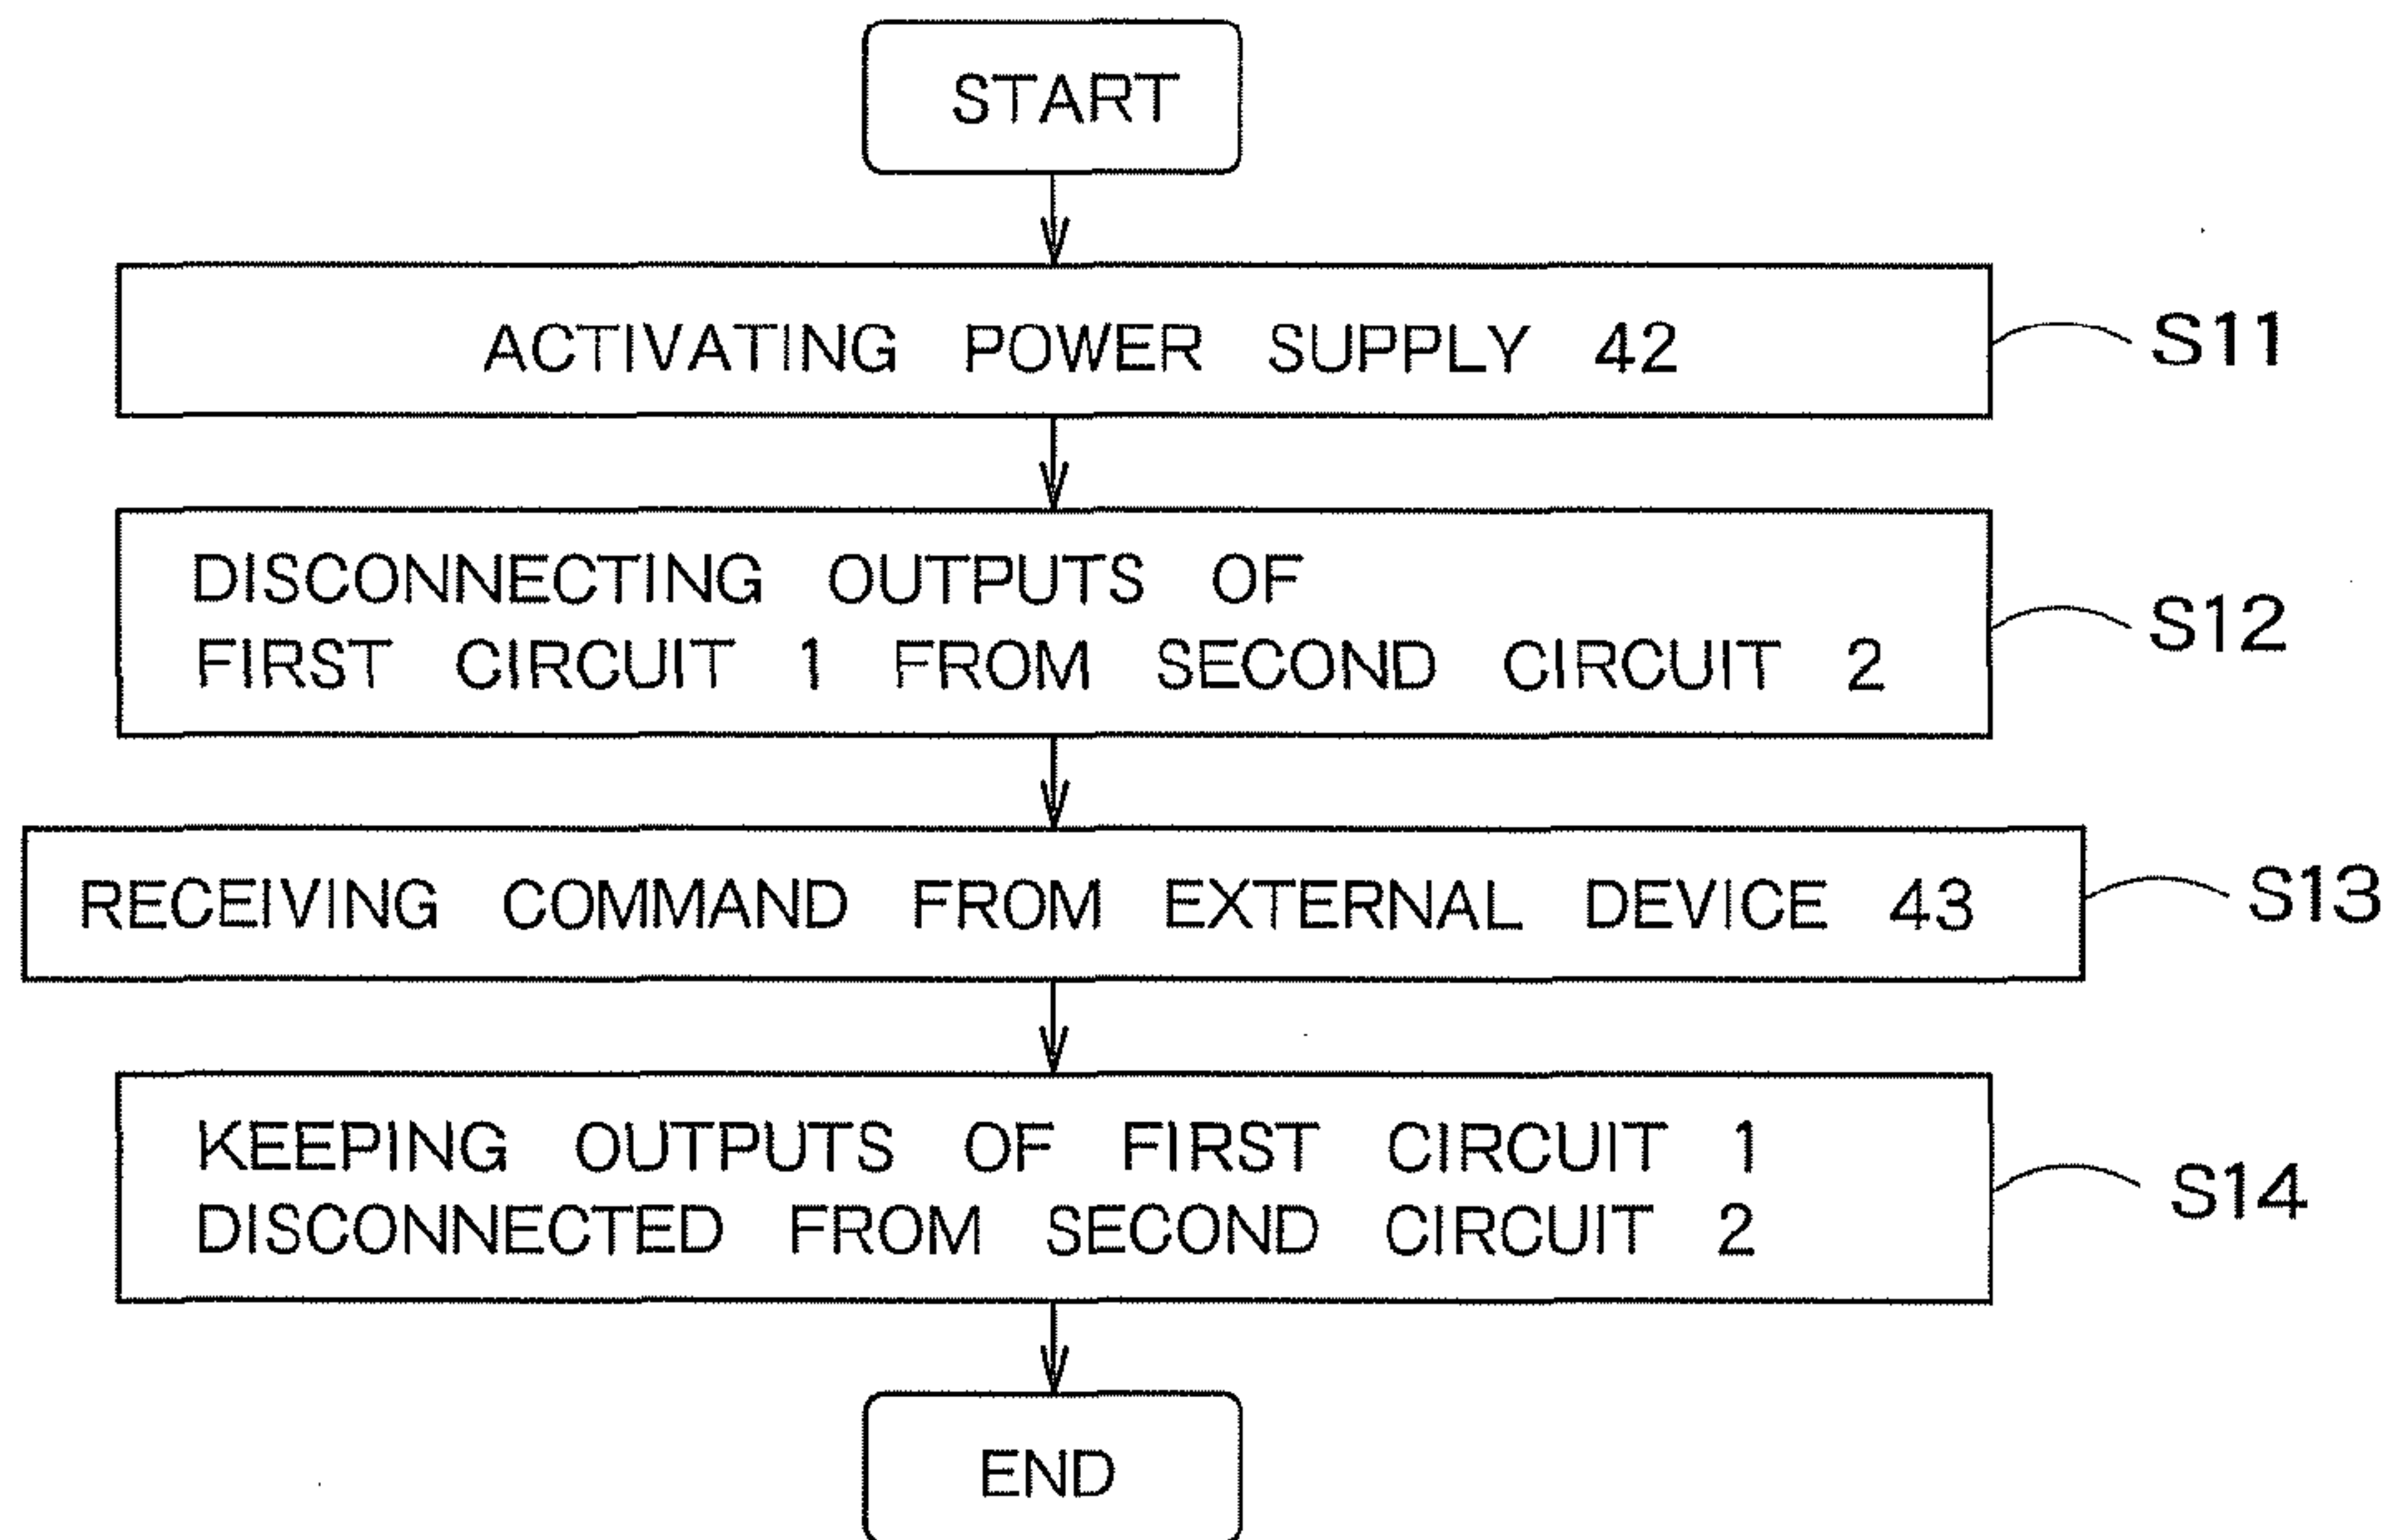 START
ACTIVATING POWER SUPPLY 42
S11
DISCONNECTING OUTPUTS OF
FIRST CIRCUIT 1 FROM SECOND CIRCUIT 2
S12
RECEIVING COMMAND FROM EXTERNAL DEVICE 43
S13
KEEPING OUTPUTS OF FIRST CIRCUIT 1
DISCONNECTED FROM SECOND CIRCUIT 2
S14
END